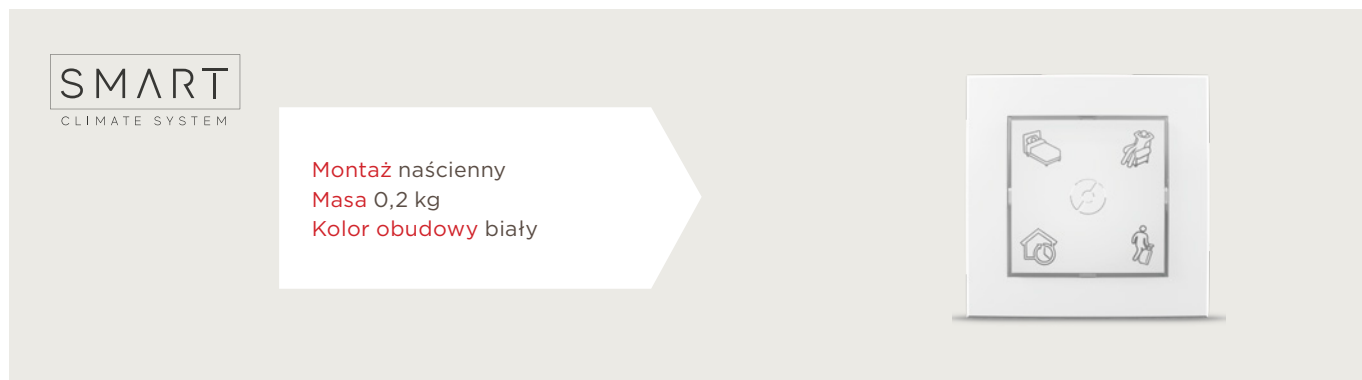 SMART
CLIMATE SYSTEM
Montaż naścienny
Masa 0,2 kg
Kolor obudowy biały